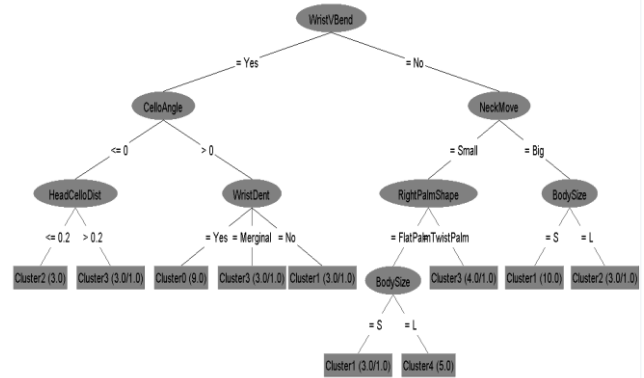 WristVBend
= Yes = No
CelloAngle NeckMove
<= 0 > 0 = Small = Big
HeadCelloDist WristDent RightPalmShape BodySize
<= 0.2 > 0.2 = Yes = Merginal = No = FlatPalm = TwistPalm = S = L
Cluster2 (3.0) Cluster3 (3.0/1.0) Cluster0 (9.0) Cluster3 (3.0/1.0) Cluster1 (3.0/1.0) BodySize Cluster3 (4.0/1.0) Cluster1 (10.0) Cluster2 (3.0/1.0)
= S = L
Cluster1 (3.0/1.0) Cluster4 (5.0)